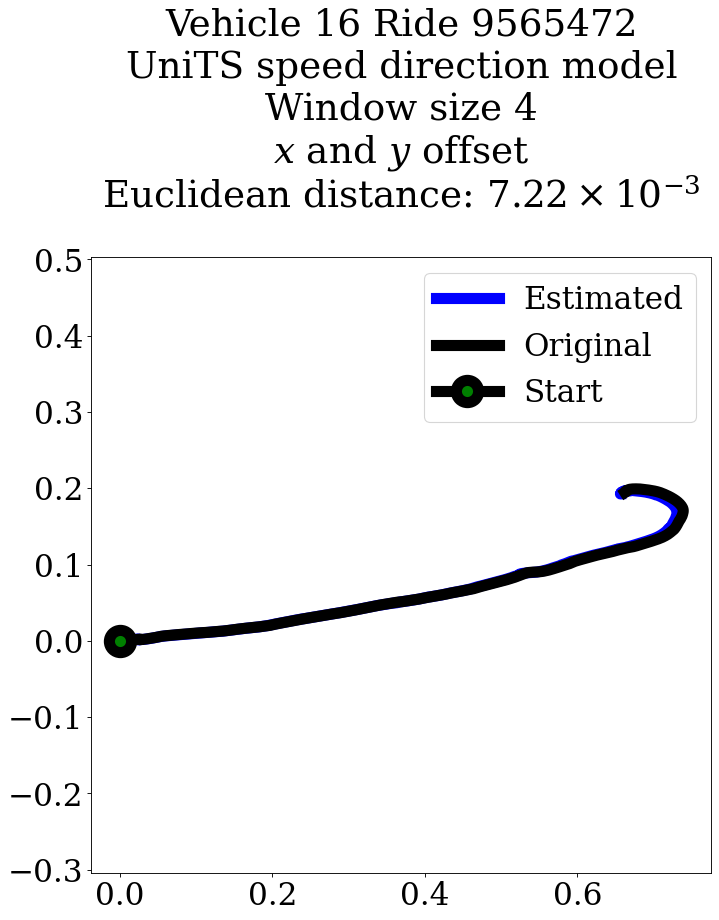 Vehicle 16 Ride 9565472
UniTS speed direction model
Window size 4
x and y offset
Euclidean distance: 7.22 × 10⁻³
0.5
Estimated
0.4
Original
0.3
Start
0.2
0.1
0.0
−0.1
−0.2
−0.3
0.0 0.2 0.4 0.6